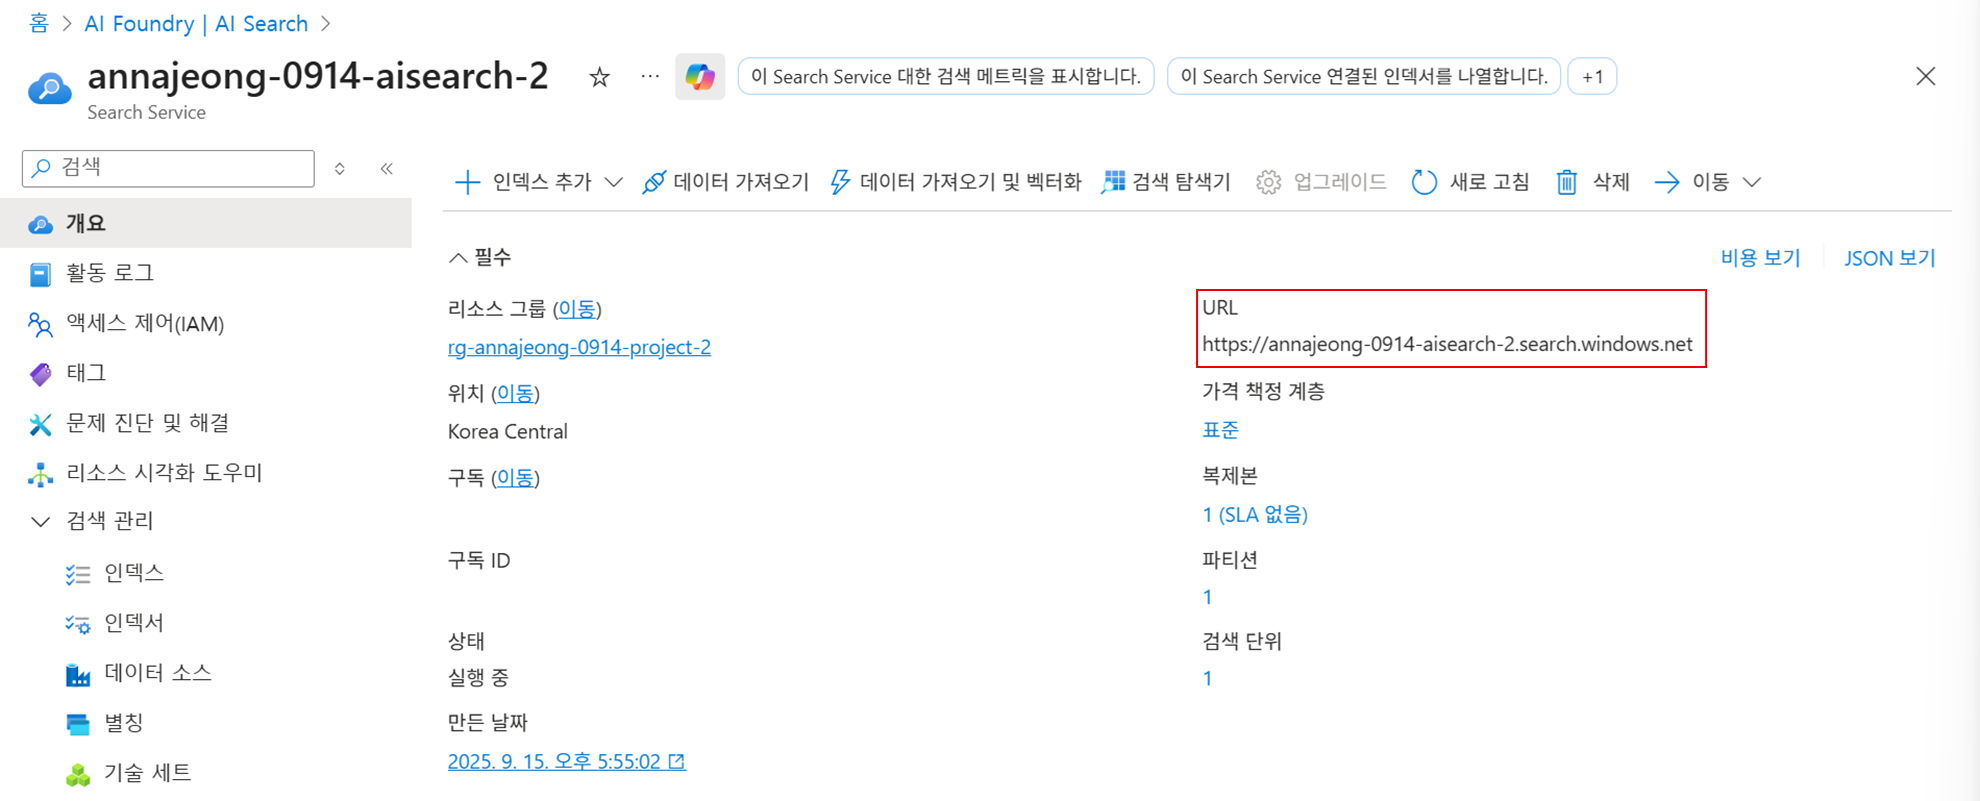 홈 > AI Foundry | AI Search >
annajeong-0914-aisearch-2
Search Service
이 Search Service 대한 검색 메트릭을 표시합니다.
이 Search Service 연결된 인덱서를 나열합니다.
+1
검색
개요
활동 로그
액세스 제어(IAM)
태그
문제 진단 및 해결
리소스 시각화 도우미
검색 관리
인덱스
인덱서
데이터 소스
별칭
기술 세트
인덱스 추가
데이터 가져오기
데이터 가져오기 및 벡터화
검색 탐색기
업그레이드
새로 고침
삭제
이동
필수
비용 보기
JSON 보기
리소스 그룹 (이동)
rg-annajeong-0914-project-2
위치 (이동)
Korea Central
구독 (이동)
구독 ID
상태
실행 중
만든 날짜
2025. 9. 15. 오후 5:55:02
URL
https://annajeong-0914-aisearch-2.search.windows.net
가격 책정 계층
표준
복제본
1 (SLA 없음)
파티션
1
검색 단위
1